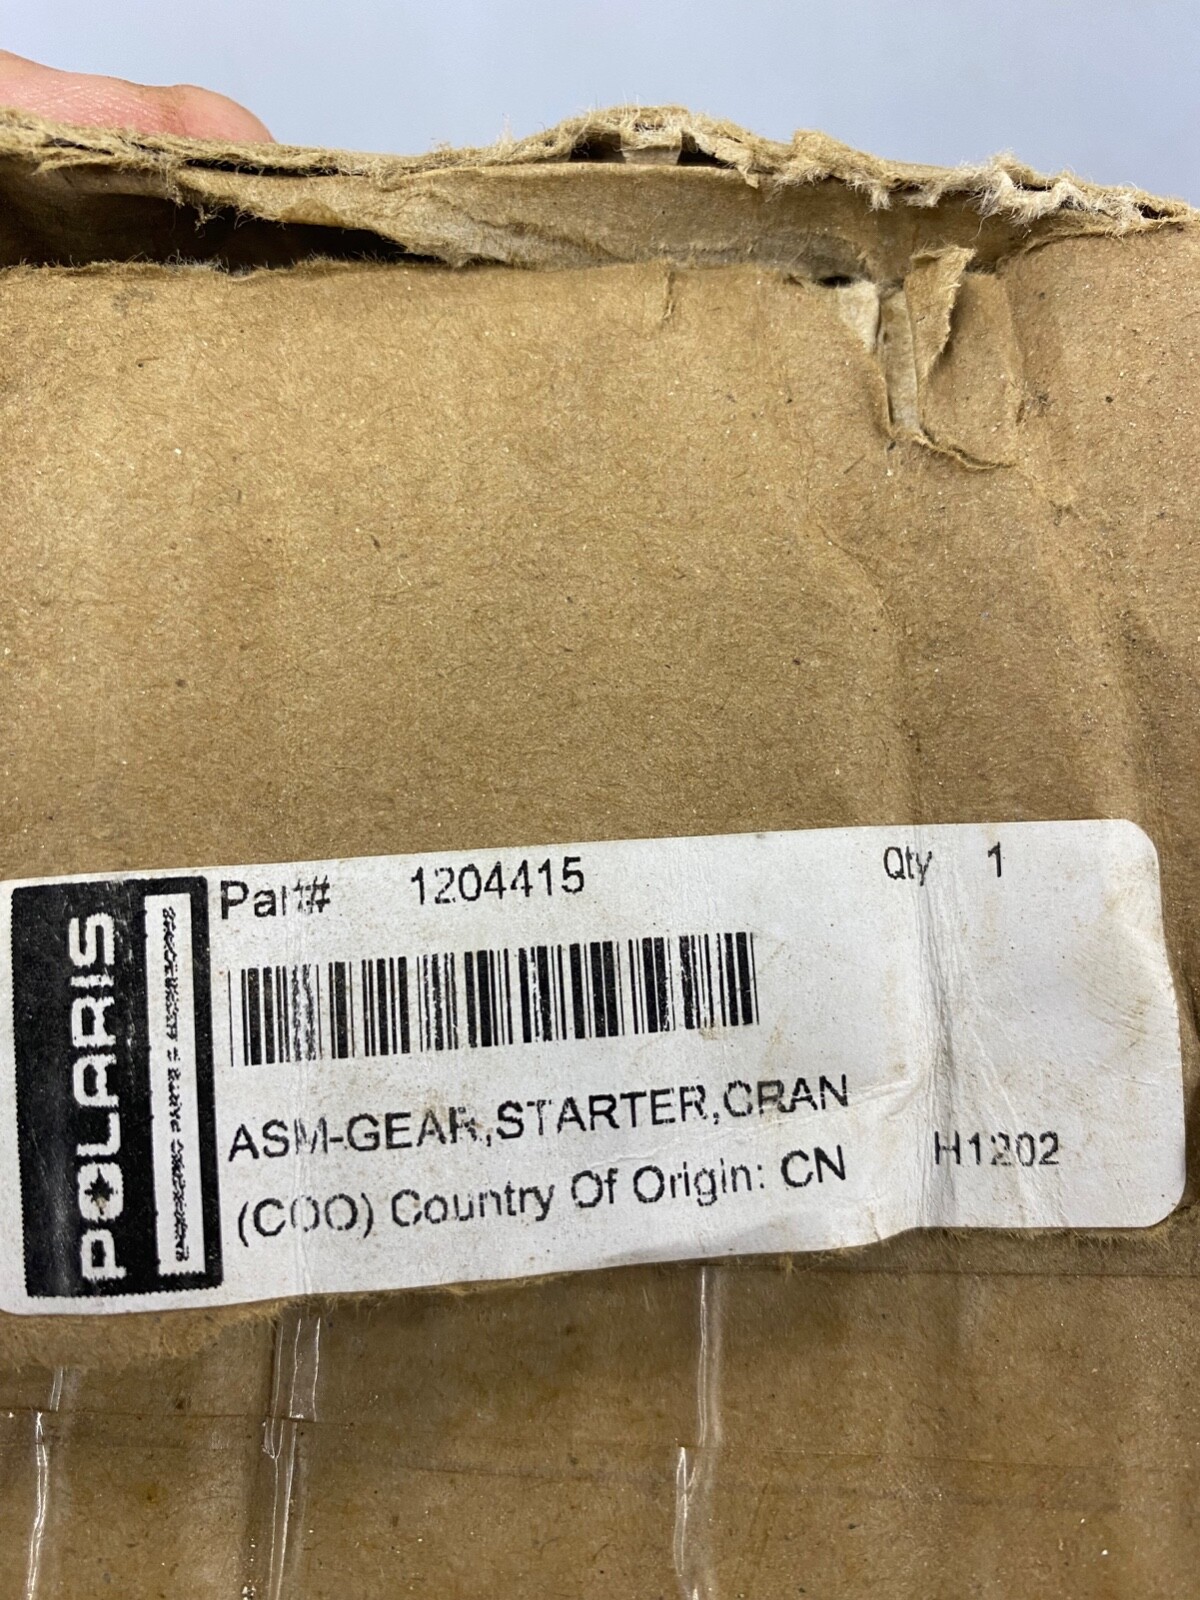 Part# 1204415 Qty 1
POLARIS
ASM-GEAR,STARTER,CRAN
(COO) Country Of Origin: CN H1202